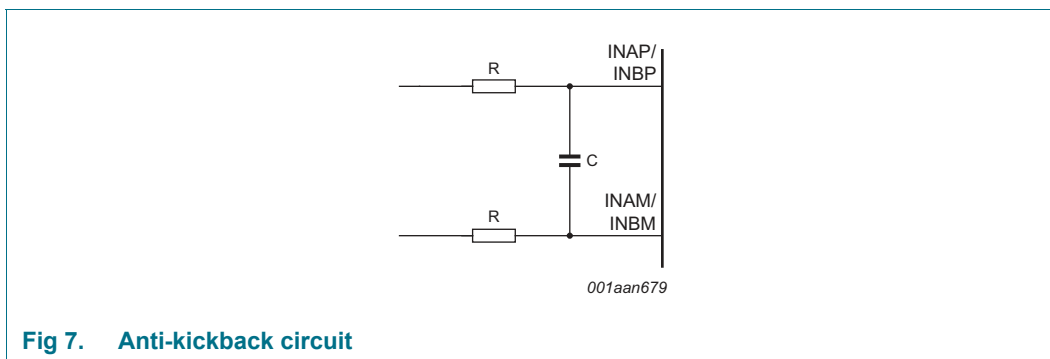 INAP/
INBP
R
C
INAM/
INBM
R
001aan679
Fig 7. Anti-kickback circuit